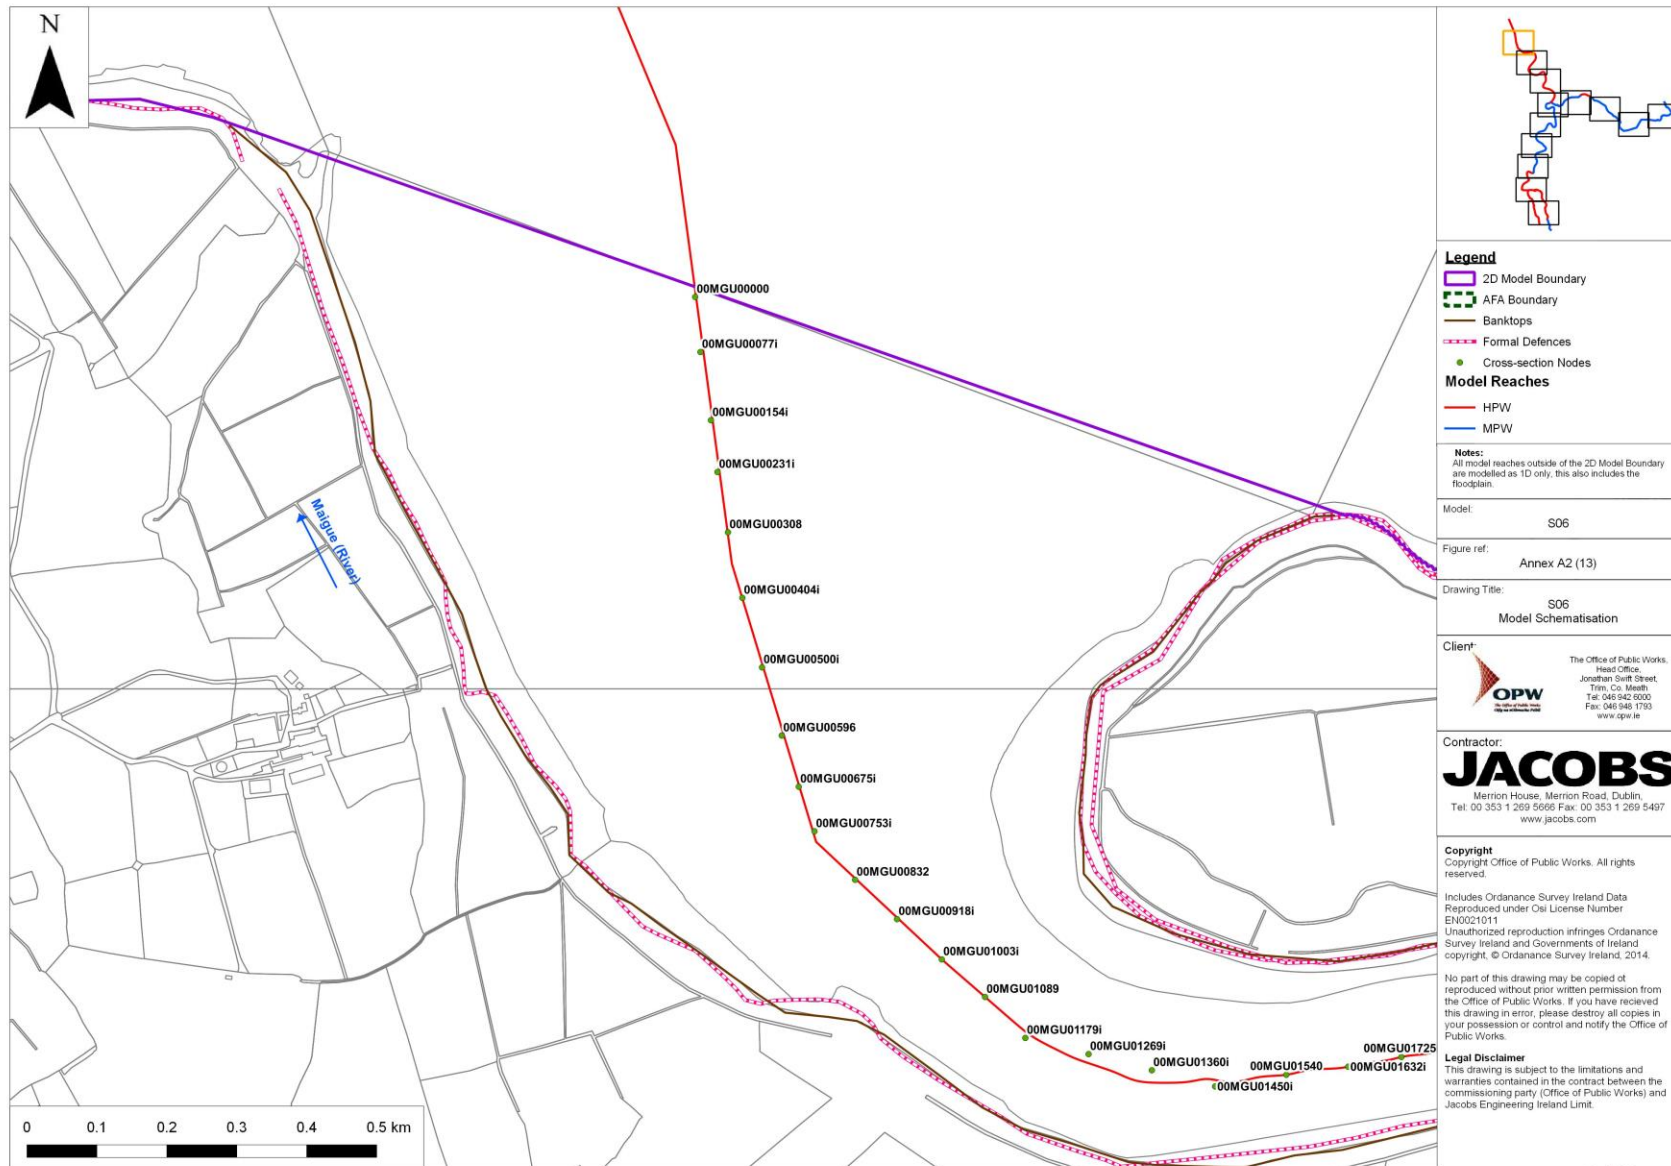 N
00MGU00000
00MGU00077i
00MGU00154i
00MGU00231i
00MGU00308
00MGU00404i
00MGU00500i
00MGU00596
00MGU00675i
00MGU00753i
00MGU00832
00MGU00918i
00MGU01003i
00MGU01089
00MGU01179i
00MGU01269i
00MGU01360i
00MGU01450i
00MGU01540
00MGU01632i
00MGU01725
Maigue (River)
0 0.1 0.2 0.3 0.4 0.5 km
Legend
2D Model Boundary
AFA Boundary
Banktops
Formal Defences
Cross-section Nodes
Model Reaches
HPW
MPW
Notes:
All model reaches outside of the 2D Model Boundary
are modelled as 1D only, this also includes the
floodplain.
Model:
S06
Figure ref:
Annex A2 (13)
Drawing Title:
S06
Model Schematisation
Client:
OPW
The Office of Public Works
The Office of Public Works,
Head Office,
Jonathan Swift Street,
Trim, Co. Meath
Tel: 046 942 6000
Fax: 046 948 1793
www.opw.ie
Contractor:
JACOBS
Merrion House, Merrion Road, Dublin,
Tel: 00 353 1 269 5666 Fax: 00 353 1 269 5497
www.jacobs.com
Copyright
Copyright Office of Public Works. All rights
reserved.
Includes Ordnance Survey Ireland Data
Reproduced under Osi License Number
EN0021011
Unauthorized reproduction infringes Ordnance
Survey Ireland and Governments of Ireland
copyright, © Ordnance Survey Ireland, 2014.
No part of this drawing may be copied of
reproduced without prior written permission from
the Office of Public Works. If you have recieved
this drawing in error, please destroy all copies in
your possession or control and notify the Office of
Public Works.
Legal Disclaimer
This drawing is subject to the limitations and
warranties contained in the contract between the
commissioning party (Office of Public Works) and
Jacobs Engineering Ireland Limit.